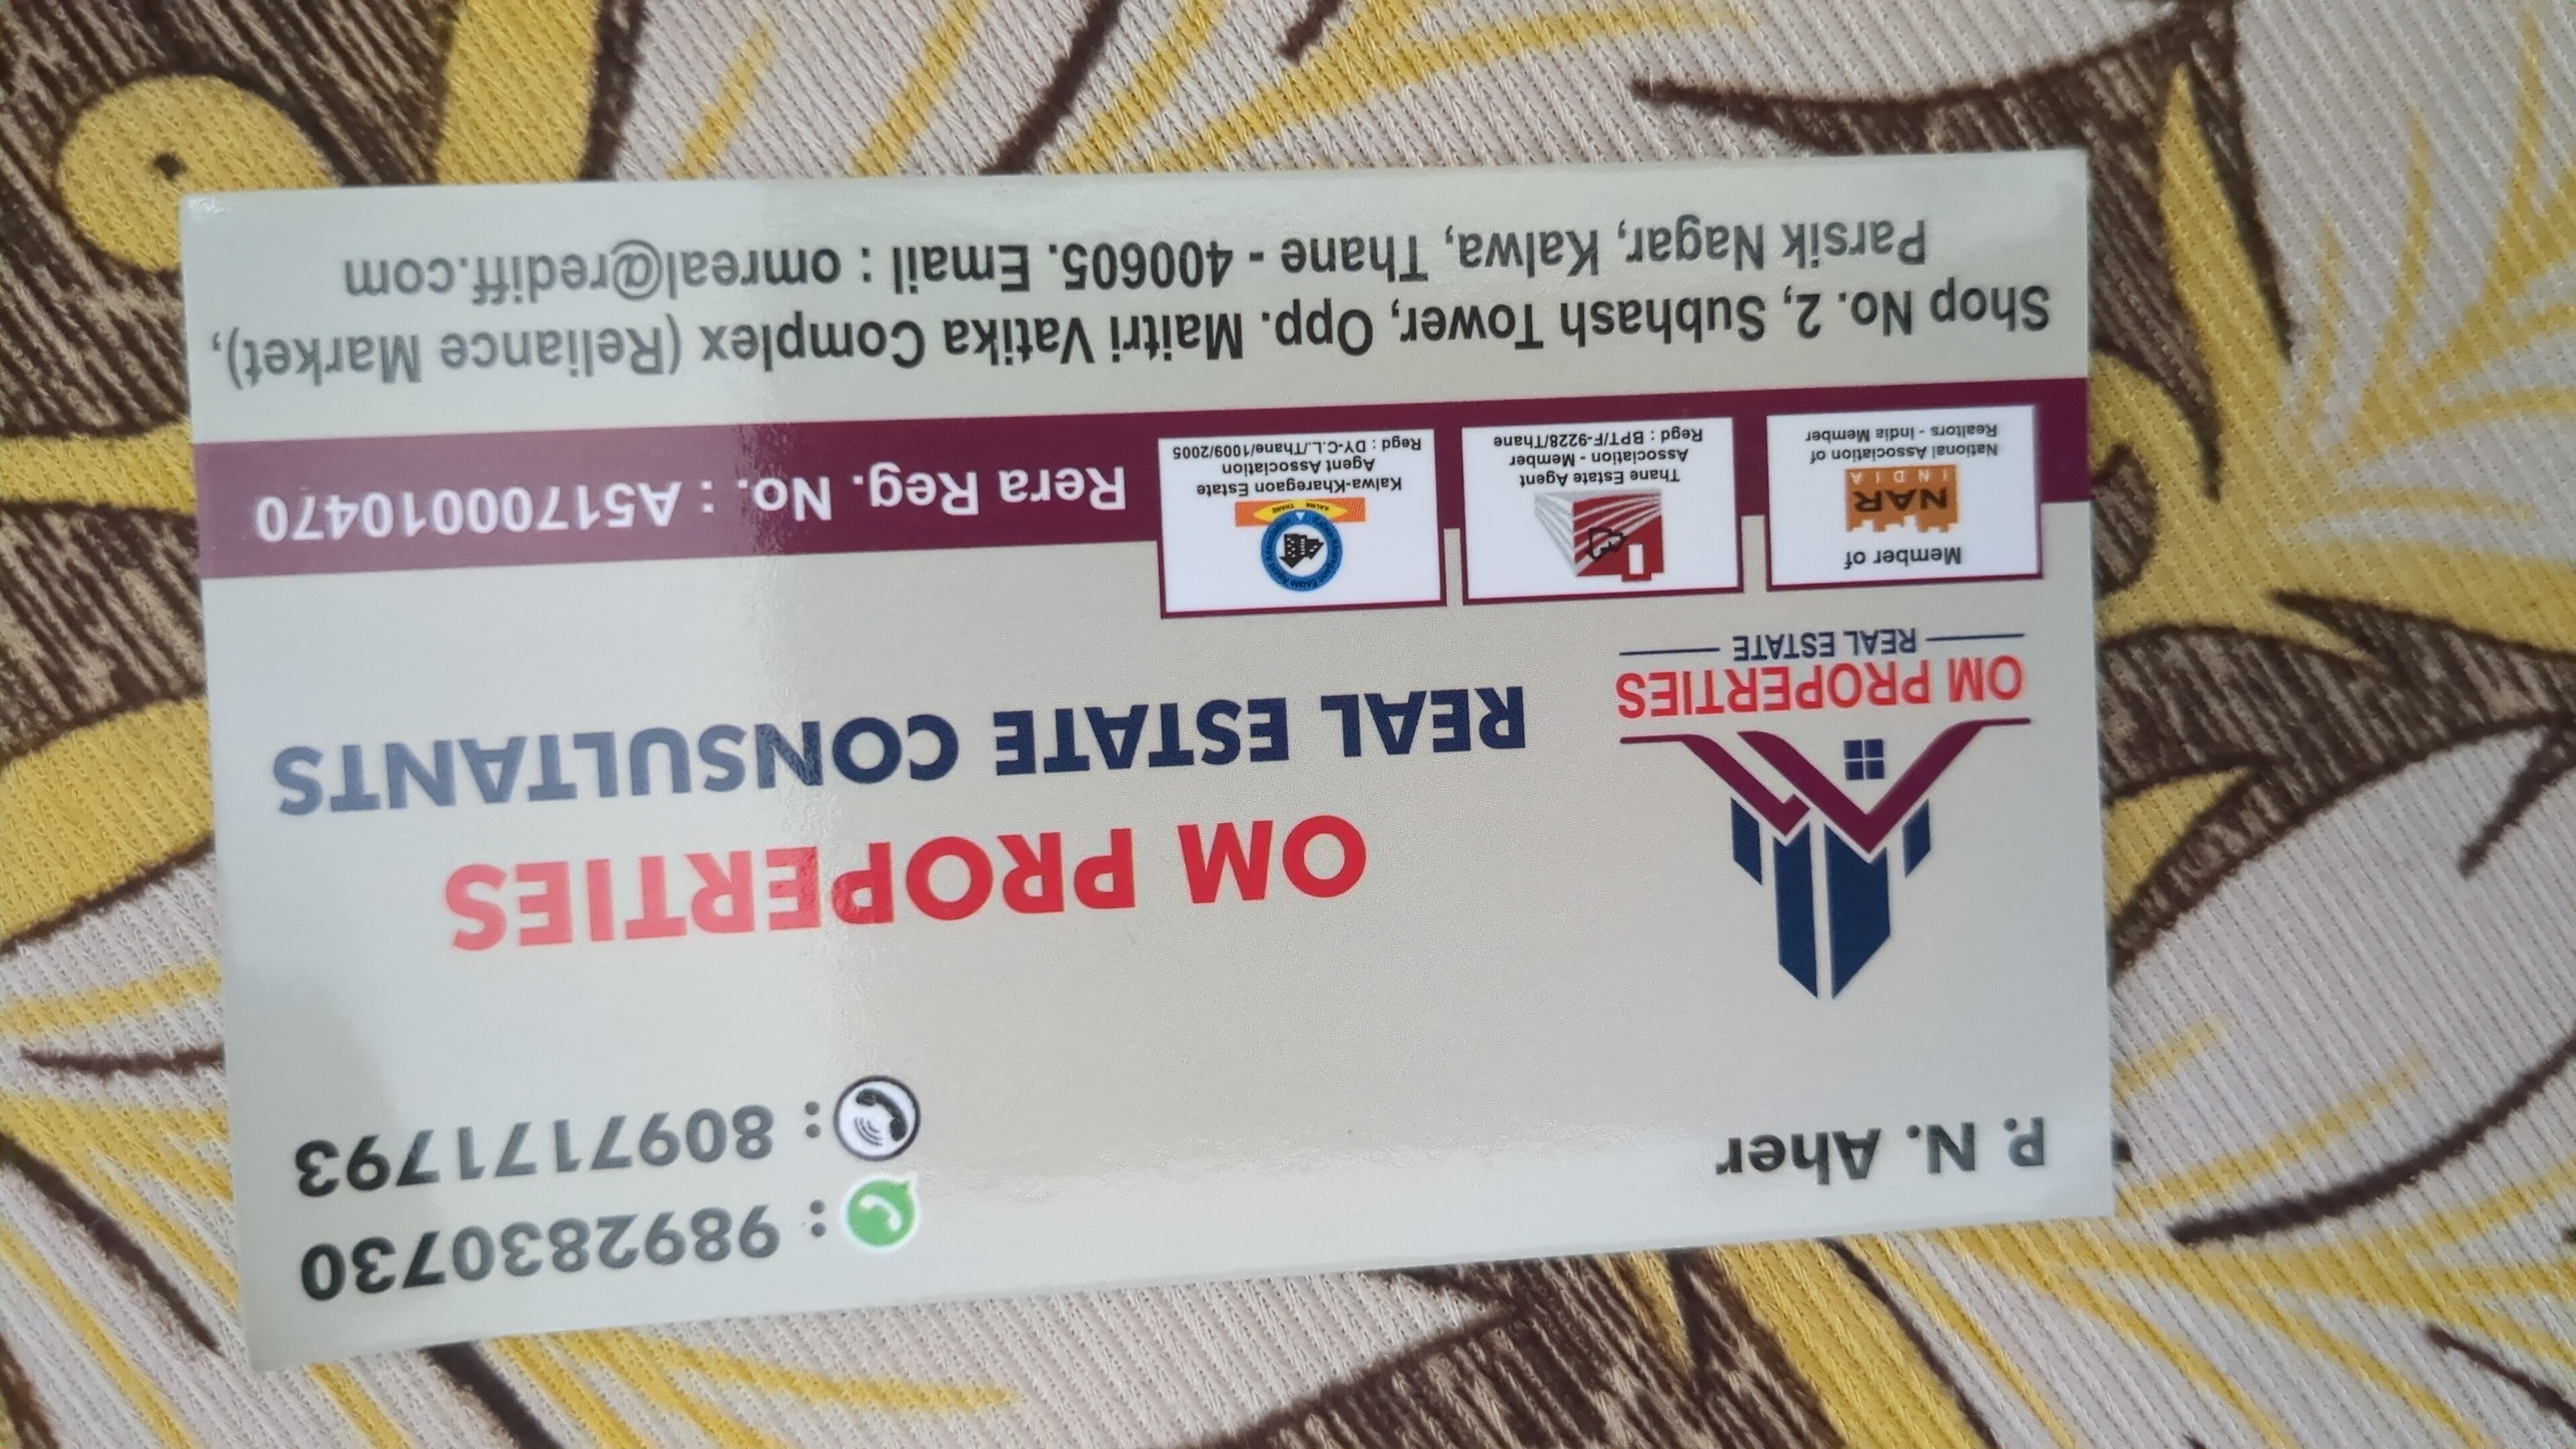 P. N. Aher
: 9892830730
: 8097171793
OM PROPERTIES
REAL ESTATE
OM PROPERTIES
REAL ESTATE CONSULTANTS
Member of
NAR
INDIA
National Association of
Realtors - India Member
Thane Estate Agent
Association - Member
Regd : BPT/F-9228/Thane
KALWA THANE
Kalwa-Kharegaon Estate
Agent Association
Regd : DY-C.L./Thane/1009/2005
Rera Reg. No. : A51700010470
Shop No. 2, Subhash Tower, Opp. Maitri Vatika Complex (Reliance Market),
Parsik Nagar, Kalwa, Thane - 400605. Email : omreal@rediff.com